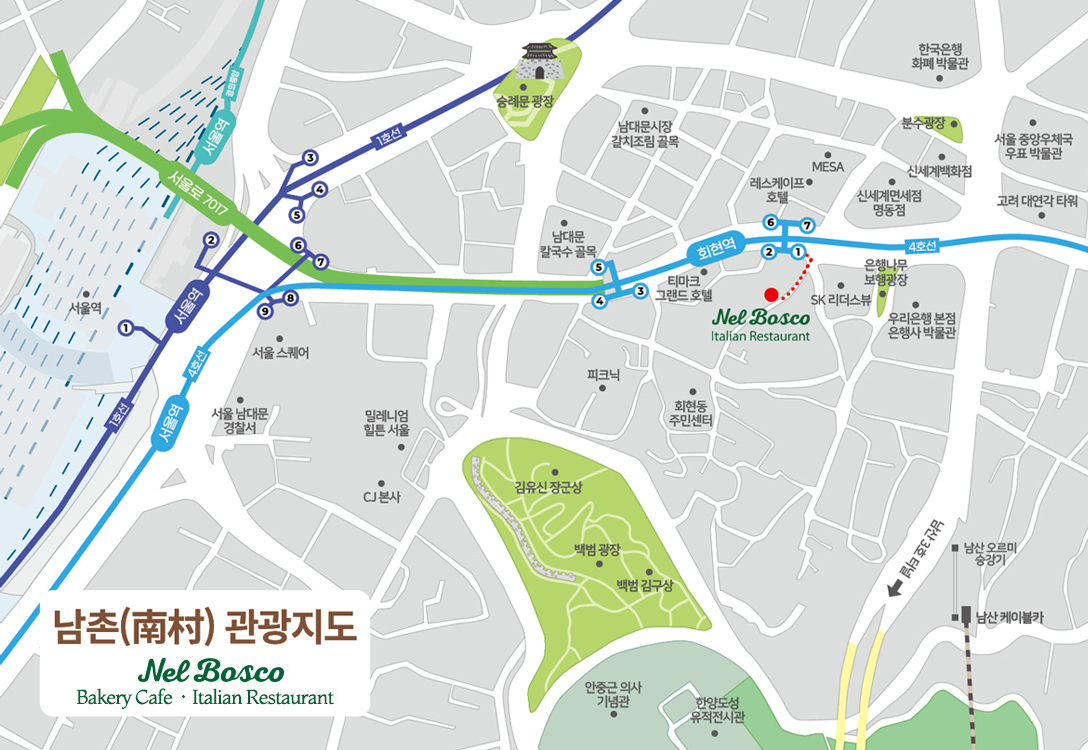 한국은행
화폐 박물관
숭례문 광장
경의중앙
서울역
1호선
남대문시장
갈치조림 골목
분수광장
서울 중앙우체국
우표 박물관
3
4
5
서울로 7017
MESA
신세계백화점
레스케이프
호텔
신세계면세점
명동점
고려 대연각 타워
2
6
7
남대문
칼국수 골목
6
7
회현역
2
1
4호선
5
4
3
티마크
그랜드 호텔
은행나무
보행광장
SK 리더스뷰
서울역
서울역
8
9
1
Nel Bosco
Italian Restaurant
우리은행 본점
은행사 박물관
서울 스퀘어
4호선
피크닉
1호선
서울역
서울 남대문
경찰서
밀레니엄
힐튼 서울
회현동
주민센터
CJ 본사
김유신 장군상
백범 광장
백범 김구상
남산 3호 터널
남산 오르미
승강기
남산 케이블카
남촌(南村) 관광지도
Nel Bosco
Bakery Cafe · Italian Restaurant
안중근 의사
기념관
한양도성
유적전시관